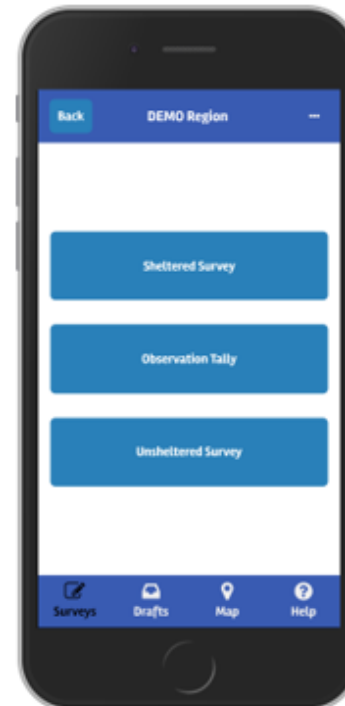 Back DEMO Region ...
Sheltered Survey
Observation Tally
Unsheltered Survey
Surveys Drafts Map Help